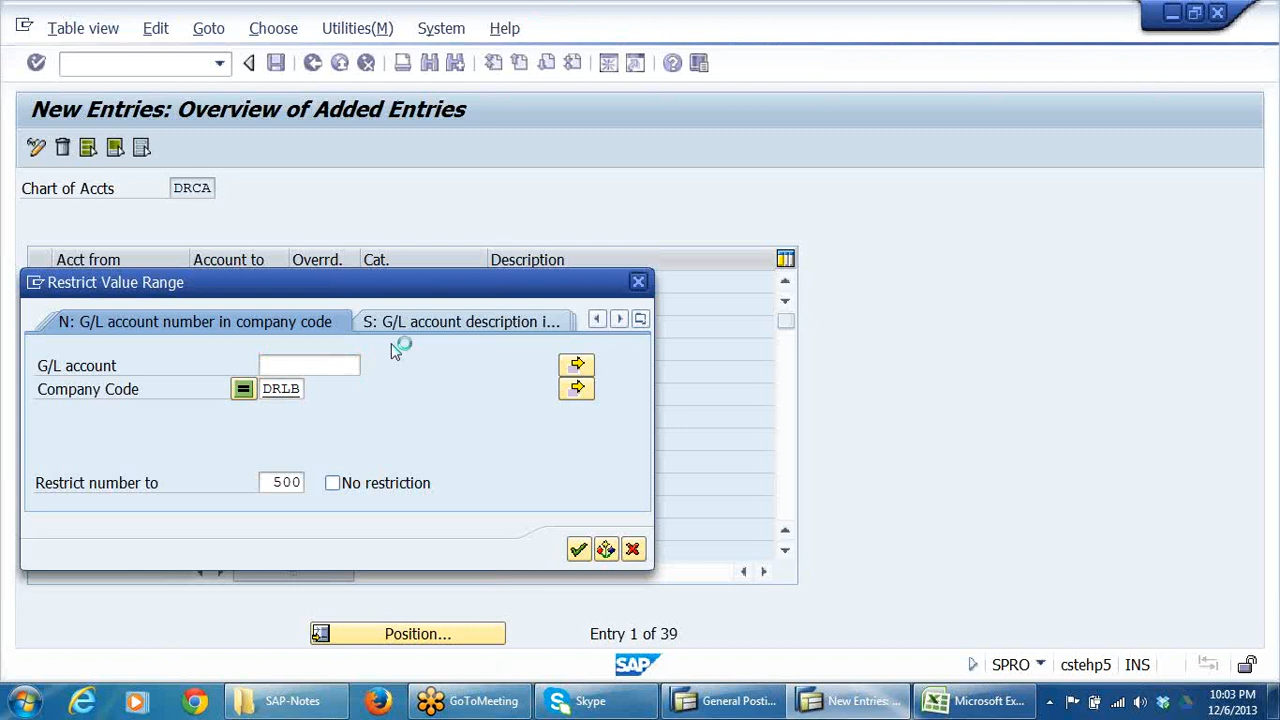 Table view Edit Goto Choose Utilities(M) System Help
New Entries: Overview of Added Entries
Chart of Accts DRCA
Acct from Account to Overrd. Cat. Description
Restrict Value Range
N: G/L account number in company code S: G/L account description i...
G/L account
Company Code = DRLB
Restrict number to 500 No restriction
Position... Entry 1 of 39
SAP SPRO cstehp5 INS
SAP-Notes GoToMeeting Skype General Posti... New Entries: ... Microsoft Ex... 10:03 PM
12/6/2013